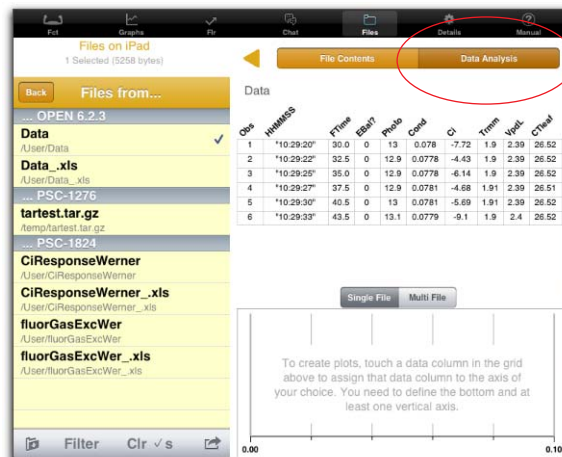 Fct Graphs Flr Chat Files Details Manual
Files on iPad
1 Selected (5258 bytes)
Back Files from...
... OPEN 6.2.3
Data
/User/Data
Data_.xls
/User/Data_.xls
... PSC-1276
tartest.tar.gz
/temp/tartest.tar.gz
... PSC-1824
CiResponseWerner
/User/CiResponseWerner
CiResponseWerner_.xls
/User/CiResponseWerner_.xls
fluorGasExcWer
/User/fluorGasExcWer
fluorGasExcWer_.xls
/User/fluorGasExcWer_.xls
Filter Clr ✓ s
File Contents Data Analysis
Data
Obs HHMMSS FTime EBal? Photo Cond Ci Trmm VpdL CTleaf
1 "10:29:20" 30.0 0 13 0.078 -7.72 1.9 2.39 26.52
2 "10:29:22" 32.5 0 12.9 0.0778 -4.43 1.9 2.39 26.52
3 "10:29:25" 35.0 0 12.9 0.0778 -6.14 1.9 2.39 26.52
4 "10:29:27" 37.5 0 12.9 0.0781 -4.68 1.91 2.39 26.51
5 "10:29:30" 40.5 0 13 0.0781 -5.69 1.91 2.39 26.52
6 "10:29:33" 43.5 0 13.1 0.0779 -9.1 1.9 2.4 26.52
Single File Multi File
To create plots, touch a data column in the grid
above to assign that data column to the axis of
your choice. You need to define the bottom and at
least one vertical axis.
0.00 0.10